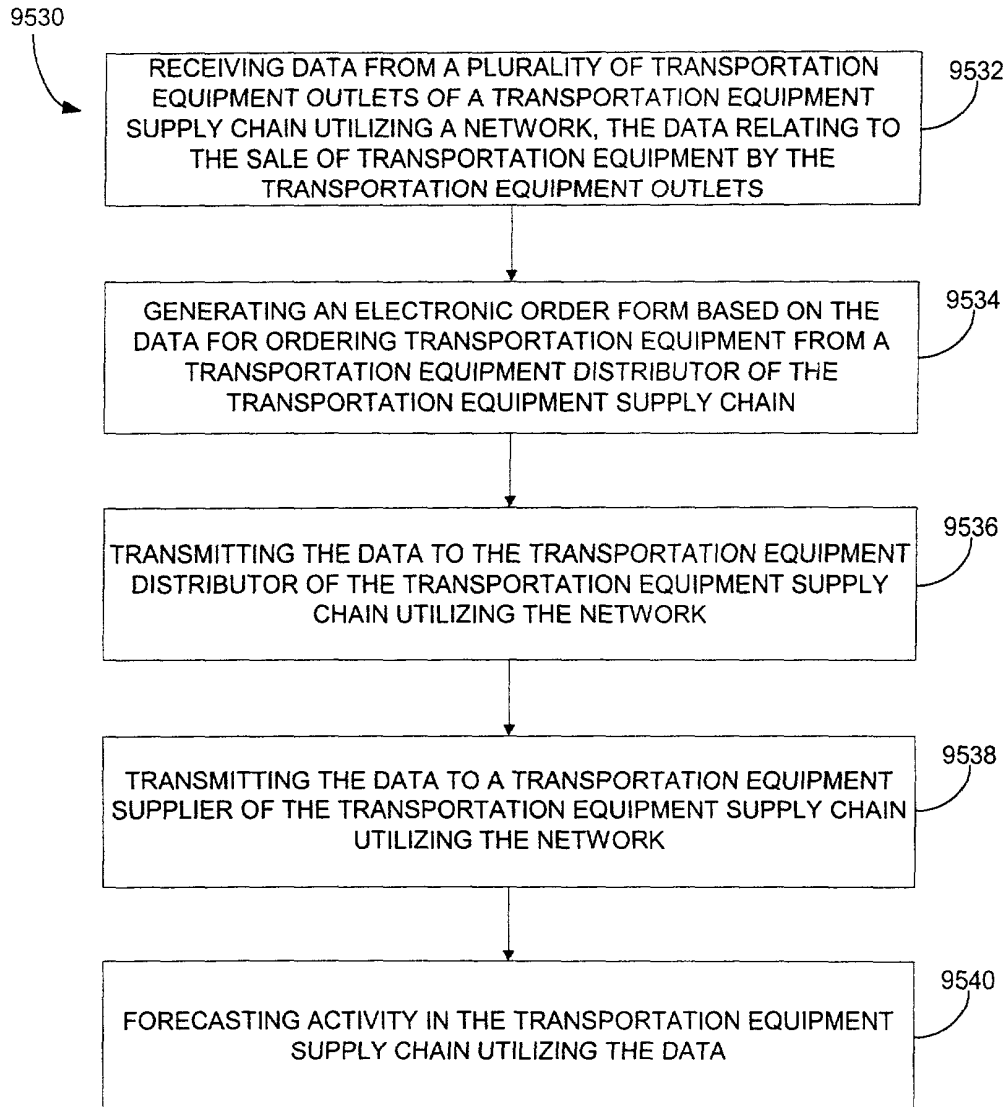 9530
RECEIVING DATA FROM A PLURALITY OF TRANSPORTATION
EQUIPMENT OUTLETS OF A TRANSPORTATION EQUIPMENT
SUPPLY CHAIN UTILIZING A NETWORK, THE DATA RELATING TO
THE SALE OF TRANSPORTATION EQUIPMENT BY THE
TRANSPORTATION EQUIPMENT OUTLETS
9532
GENERATING AN ELECTRONIC ORDER FORM BASED ON THE
DATA FOR ORDERING TRANSPORTATION EQUIPMENT FROM A
TRANSPORTATION EQUIPMENT DISTRIBUTOR OF THE
TRANSPORTATION EQUIPMENT SUPPLY CHAIN
9534
TRANSMITTING THE DATA TO THE TRANSPORTATION EQUIPMENT
DISTRIBUTOR OF THE TRANSPORTATION EQUIPMENT SUPPLY
CHAIN UTILIZING THE NETWORK
9536
TRANSMITTING THE DATA TO A TRANSPORTATION EQUIPMENT
SUPPLIER OF THE TRANSPORTATION EQUIPMENT SUPPLY CHAIN
UTILIZING THE NETWORK
9538
FORECASTING ACTIVITY IN THE TRANSPORTATION EQUIPMENT
SUPPLY CHAIN UTILIZING THE DATA
9540